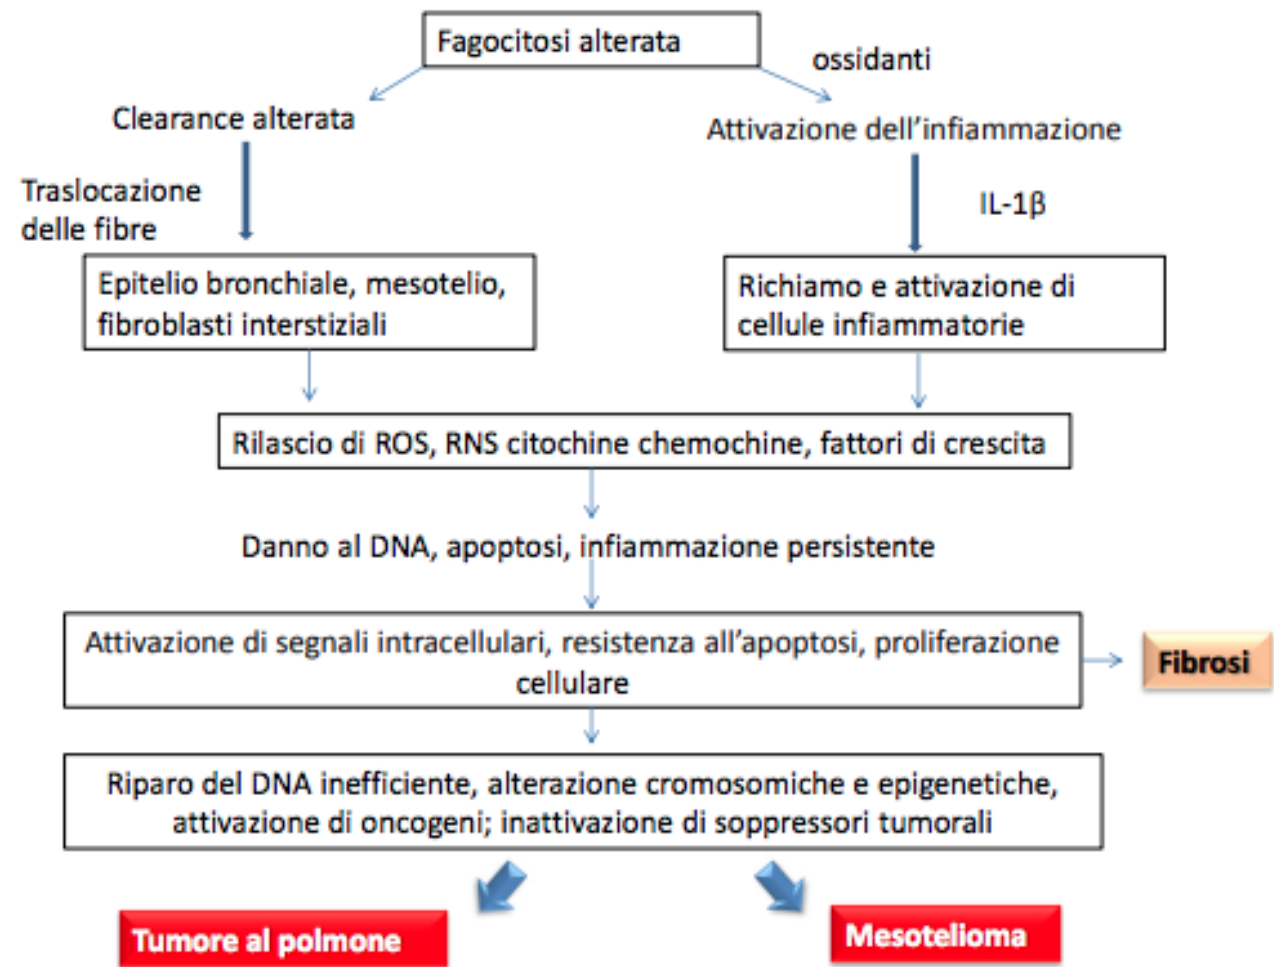 Fagocitosi alterata
ossidanti
Clearance alterata
Attivazione dell'infiammazione
Traslocazione
delle fibre
IL-1β
Epitelio bronchiale, mesotelio,
fibroblasti interstiziali
Richiamo e attivazione di
cellule infiammatorie
Rilascio di ROS, RNS citochine chemochine, fattori di crescita
Danno al DNA, apoptosi, infiammazione persistente
Attivazione di segnali intracellulari, resistenza all'apoptosi, proliferazione
cellulare
Fibrosi
Riparo del DNA inefficiente, alterazione cromosomiche e epigenetiche,
attivazione di oncogeni; inattivazione di soppressori tumorali
Tumore al polmone
Mesotelioma